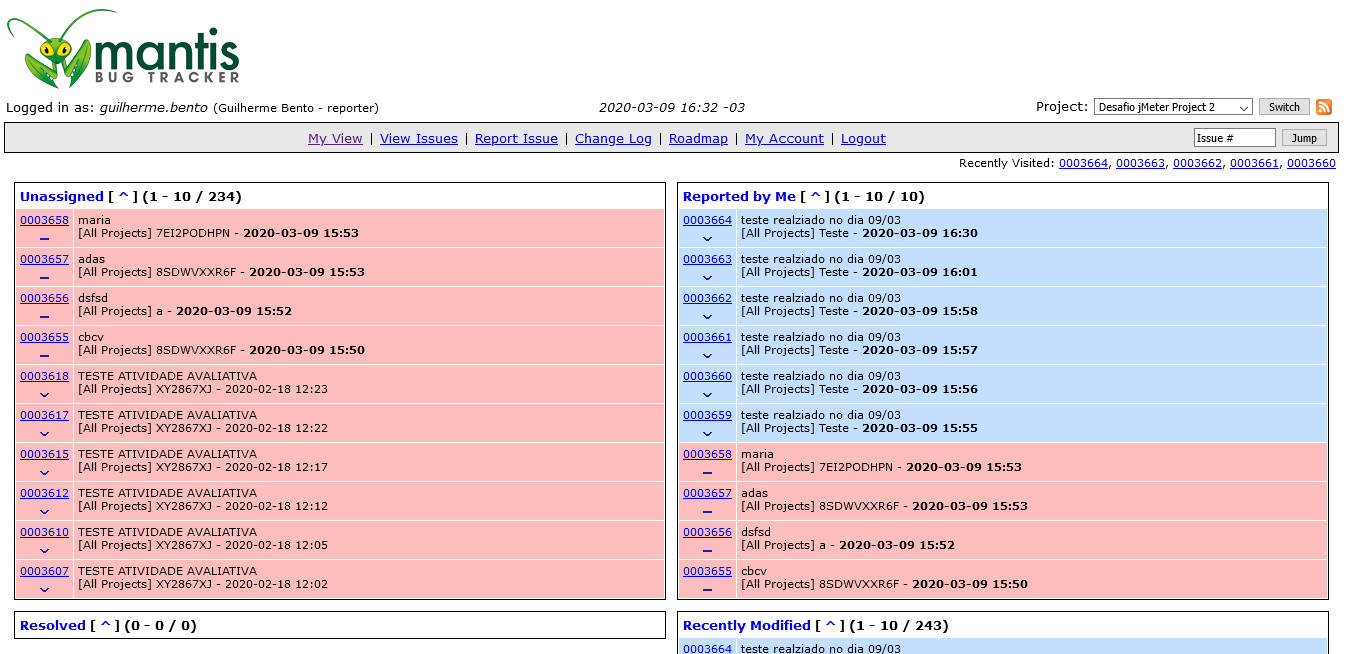 mantis
BUG TRACKER
Logged in as: guilherme.bento (Guilherme Bento - reporter)
2020-03-09 16:32 -03
Project: Desafio jMeter Project 2 Switch
My View | View Issues | Report Issue | Change Log | Roadmap | My Account | Logout
Issue # Jump
Recently Visited: 0003664, 0003663, 0003662, 0003661, 0003660
Unassigned [ ^ ] (1 - 10 / 234)
0003658 maria
[All Projects] 7EI2PODHPN - 2020-03-09 15:53
0003657 adas
[All Projects] 8SDWVXXR6F - 2020-03-09 15:53
0003656 dsfsd
[All Projects] a - 2020-03-09 15:52
0003655 cbcv
[All Projects] 8SDWVXXR6F - 2020-03-09 15:50
0003618 TESTE ATIVIDADE AVALIATIVA
[All Projects] XY2867XJ - 2020-02-18 12:23
0003617 TESTE ATIVIDADE AVALIATIVA
[All Projects] XY2867XJ - 2020-02-18 12:22
0003615 TESTE ATIVIDADE AVALIATIVA
[All Projects] XY2867XJ - 2020-02-18 12:17
0003612 TESTE ATIVIDADE AVALIATIVA
[All Projects] XY2867XJ - 2020-02-18 12:12
0003610 TESTE ATIVIDADE AVALIATIVA
[All Projects] XY2867XJ - 2020-02-18 12:05
0003607 TESTE ATIVIDADE AVALIATIVA
[All Projects] XY2867XJ - 2020-02-18 12:02
Resolved [ ^ ] (0 - 0 / 0)
Reported by Me [ ^ ] (1 - 10 / 10)
0003664 teste realziado no dia 09/03
[All Projects] Teste - 2020-03-09 16:30
0003663 teste realziado no dia 09/03
[All Projects] Teste - 2020-03-09 16:01
0003662 teste realziado no dia 09/03
[All Projects] Teste - 2020-03-09 15:58
0003661 teste realziado no dia 09/03
[All Projects] Teste - 2020-03-09 15:57
0003660 teste realziado no dia 09/03
[All Projects] Teste - 2020-03-09 15:56
0003659 teste realziado no dia 09/03
[All Projects] Teste - 2020-03-09 15:55
0003658 maria
[All Projects] 7EI2PODHPN - 2020-03-09 15:53
0003657 adas
[All Projects] 8SDWVXXR6F - 2020-03-09 15:53
0003656 dsfsd
[All Projects] a - 2020-03-09 15:52
0003655 cbcv
[All Projects] 8SDWVXXR6F - 2020-03-09 15:50
Recently Modified [ ^ ] (1 - 10 / 243)
0003664 teste realziado no dia 09/03